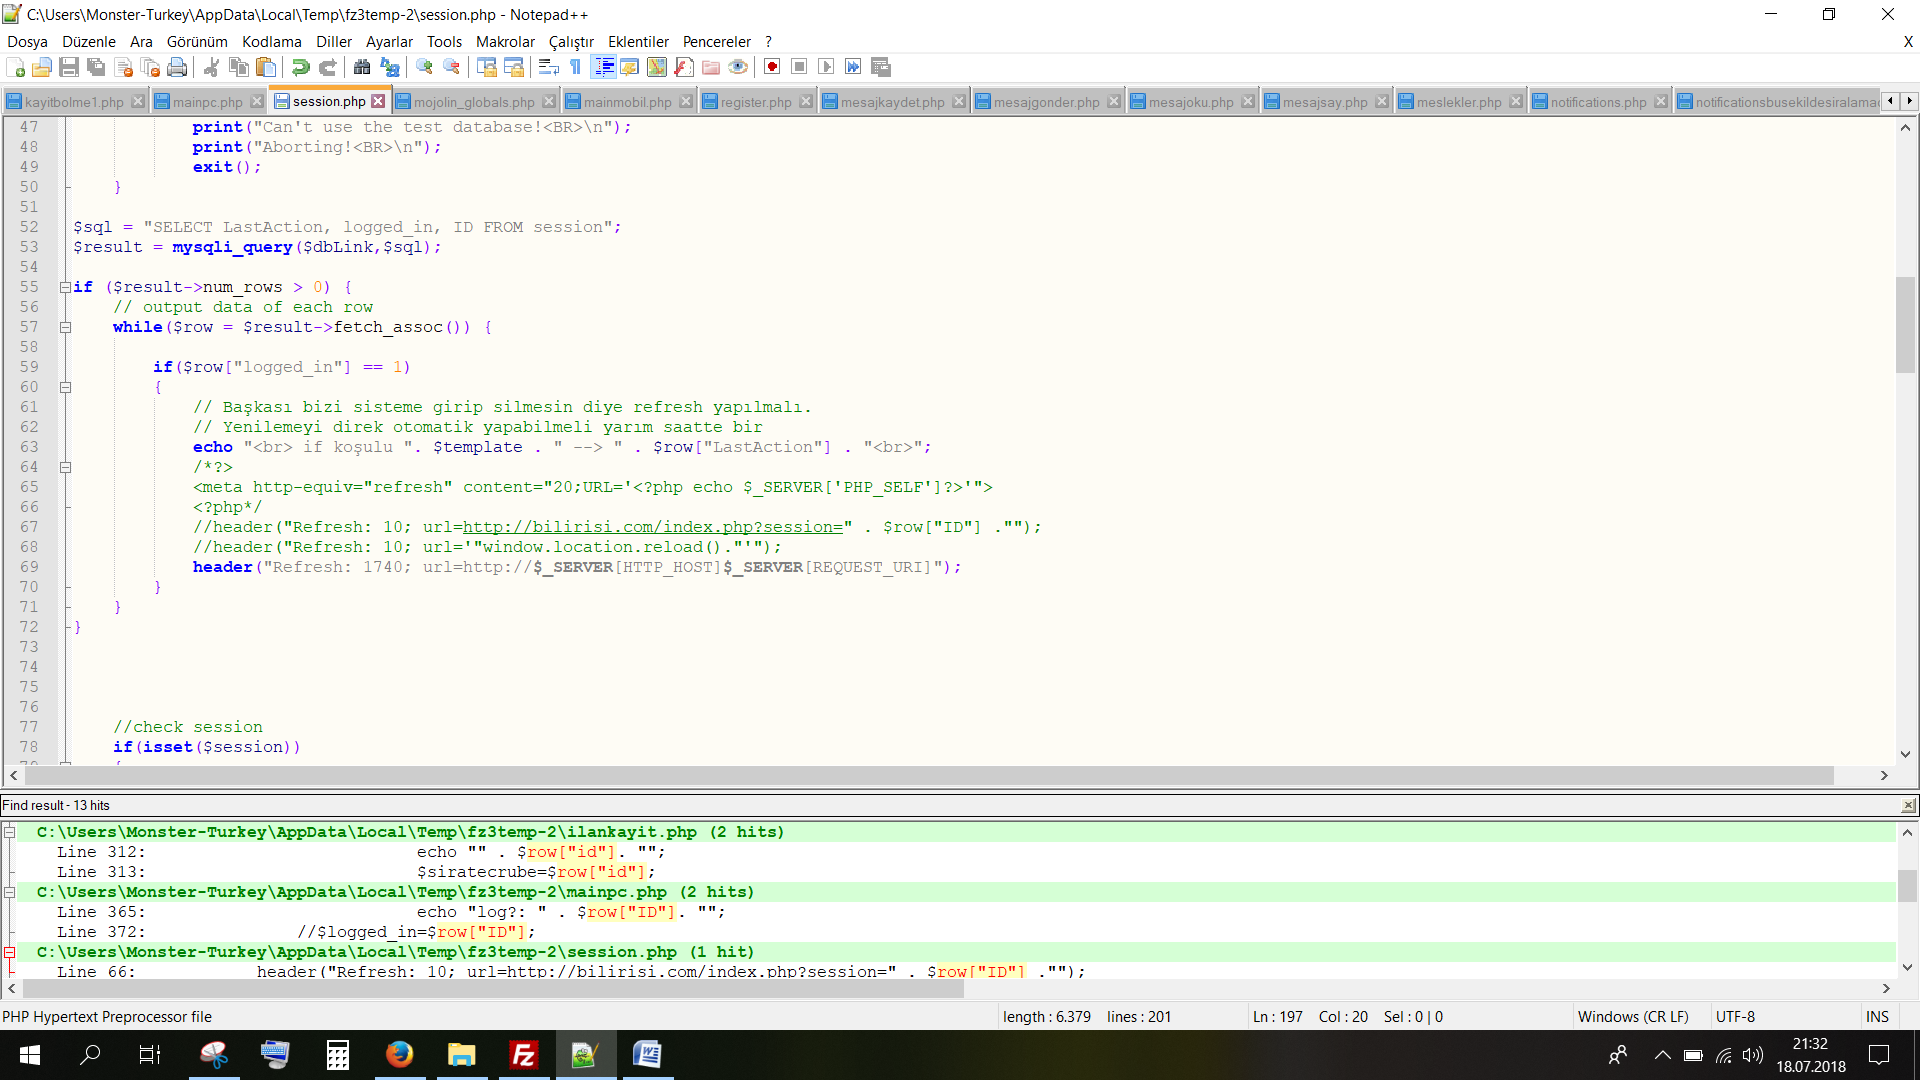 C:\Users\Monster-Turkey\AppData\Local\Temp\fz3temp-2\session.php - Notepad++
Dosya Düzenle Ara Görünüm Kodlama Diller Ayarlar Tools Makrolar Çalıştır Eklentiler Pencereler ? X
kayitbolme1.php mainpc.php session.php mojolin_globals.php mainmobil.php register.php mesajkaydet.php mesajgonder.php mesajoku.php mesajsay.php meslekler.php notifications.php notificationsbusekildesiralama
47 print("Can't use the test database!<BR>\n");
48 print("Aborting!<BR>\n");
49 exit();
50 }
51
52 $sql = "SELECT LastAction, logged_in, ID FROM session";
53 $result = mysqli_query($dbLink,$sql);
54
55 if ($result->num_rows > 0) {
56 // output data of each row
57 while($row = $result->fetch_assoc()) {
58
59 if($row["logged_in"] == 1)
60 {
61 // Başkası bizi sisteme girip silmesin diye refresh yapılmalı.
62 // Yenilemeyi direk otomatik yapabilmeli yarım saatte bir
63 echo "<br> if koşulu ". $template . " --> " . $row["LastAction"] . "<br>";
64 /*?>
65 <meta http-equiv="refresh" content="20;URL='<?php echo $_SERVER['PHP_SELF']?>'">
66 <?php*/
67 //header("Refresh: 10; url=http://bilirisi.com/index.php?session=" . $row["ID"] ."");
68 //header("Refresh: 10; url='"window.location.reload()."'");
69 header("Refresh: 1740; url=http://$_SERVER[HTTP_HOST]$_SERVER[REQUEST_URI]");
70 }
71 }
72 }
73
74
75
76
77 //check session
78 if(isset($session))
79 {
Find result - 13 hits
C:\Users\Monster-Turkey\AppData\Local\Temp\fz3temp-2\ilankayit.php (2 hits)
Line 312: echo "" . $row["id"]. "";
Line 313: $siratecrube=$row["id"];
C:\Users\Monster-Turkey\AppData\Local\Temp\fz3temp-2\mainpc.php (2 hits)
Line 365: echo "log?: " . $row["ID"]. "";
Line 372: //$logged_in=$row["ID"];
C:\Users\Monster-Turkey\AppData\Local\Temp\fz3temp-2\session.php (1 hit)
Line 66: header("Refresh: 10; url=http://bilirisi.com/index.php?session=" . $row["ID"] ."");
PHP Hypertext Preprocessor file length : 6.379 lines : 201 Ln : 197 Col : 20 Sel : 0 | 0 Windows (CR LF) UTF-8 INS
21:32
18.07.2018